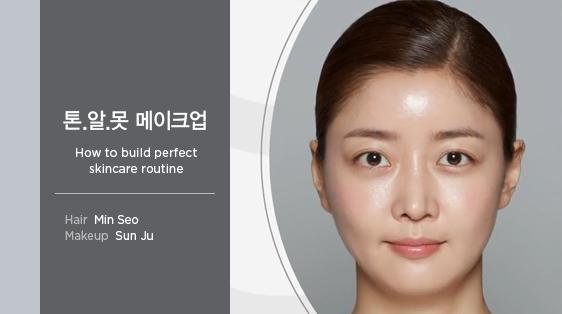 톤.알.못 메이크업
How to build perfect
skincare routine
Hair Min Seo
Makeup Sun Ju